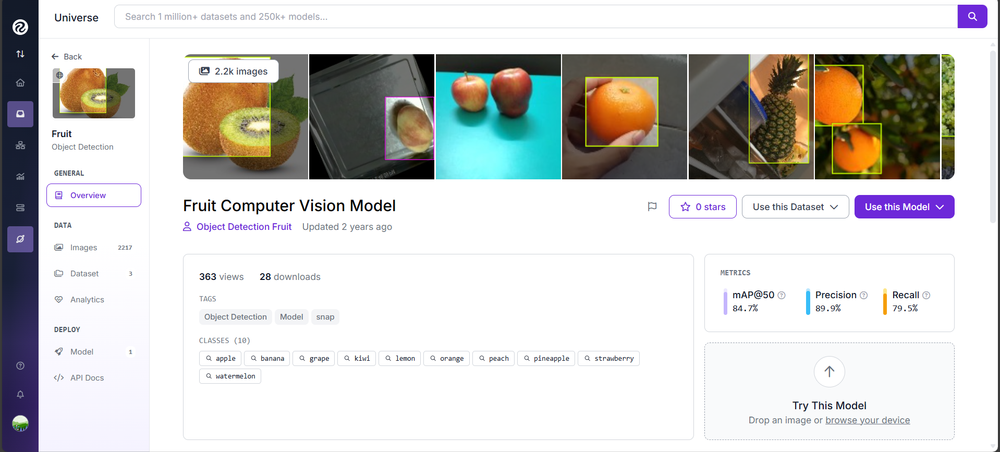 Universe
Search 1 million+ datasets and 250k+ models...
Back
Fruit
Object Detection
GENERAL
Overview
DATA
Images 2217
Dataset 3
Analytics
DEPLOY
Model 1
API Docs
2.2k images
Fruit Computer Vision Model
0 stars
Use this Dataset
Use this Model
Object Detection Fruit Updated 2 years ago
363 views 28 downloads
TAGS
Object Detection Model snap
CLASSES (10)
apple banana grape kiwi lemon orange peach pineapple strawberry
watermelon
METRICS
mAP@50 Precision Recall
84.7% 89.9% 79.5%
Try This Model
Drop an image or browse your device